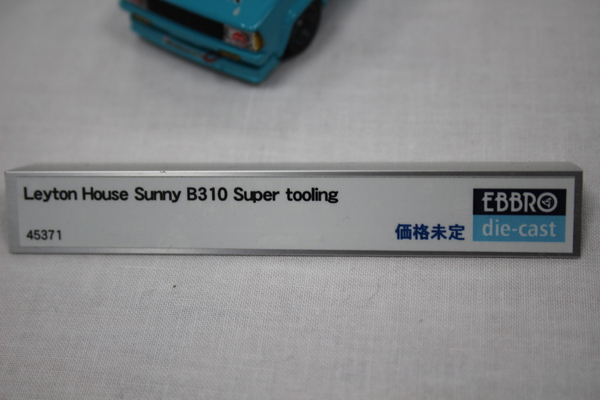 Leyton House Sunny B310 Super tooling
45371
価格未定
EBBRO
die-cast